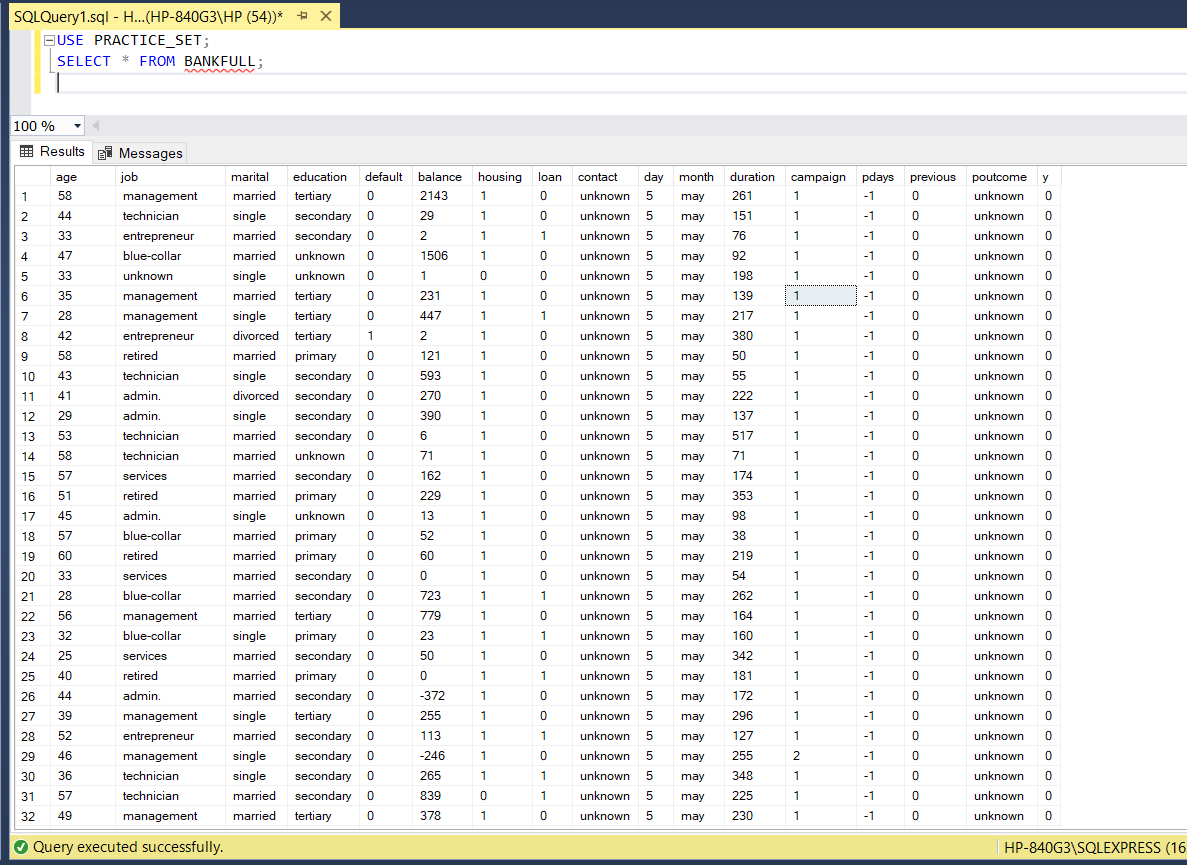 SQLQuery1.sql - H...(HP-840G3\HP (54))*
USE PRACTICE_SET;
SELECT * FROM BANKFULL;
100 %
Results Messages
age job marital education default balance housing loan contact day month duration campaign pdays previous poutcome y
1 58 management married tertiary 0 2143 1 0 unknown 5 may 261 1 -1 0 unknown 0
2 44 technician single secondary 0 29 1 0 unknown 5 may 151 1 -1 0 unknown 0
3 33 entrepreneur married secondary 0 2 1 1 unknown 5 may 76 1 -1 0 unknown 0
4 47 blue-collar married unknown 0 1506 1 0 unknown 5 may 92 1 -1 0 unknown 0
5 33 unknown single unknown 0 1 0 0 unknown 5 may 198 1 -1 0 unknown 0
6 35 management married tertiary 0 231 1 0 unknown 5 may 139 1 -1 0 unknown 0
7 28 management single tertiary 0 447 1 1 unknown 5 may 217 1 -1 0 unknown 0
8 42 entrepreneur divorced tertiary 1 2 1 0 unknown 5 may 380 1 -1 0 unknown 0
9 58 retired married primary 0 121 1 0 unknown 5 may 50 1 -1 0 unknown 0
10 43 technician single secondary 0 593 1 0 unknown 5 may 55 1 -1 0 unknown 0
11 41 admin. divorced secondary 0 270 1 0 unknown 5 may 222 1 -1 0 unknown 0
12 29 admin. single secondary 0 390 1 0 unknown 5 may 137 1 -1 0 unknown 0
13 53 technician married secondary 0 6 1 0 unknown 5 may 517 1 -1 0 unknown 0
14 58 technician married unknown 0 71 1 0 unknown 5 may 71 1 -1 0 unknown 0
15 57 services married secondary 0 162 1 0 unknown 5 may 174 1 -1 0 unknown 0
16 51 retired married primary 0 229 1 0 unknown 5 may 353 1 -1 0 unknown 0
17 45 admin. single unknown 0 13 1 0 unknown 5 may 98 1 -1 0 unknown 0
18 57 blue-collar married primary 0 52 1 0 unknown 5 may 38 1 -1 0 unknown 0
19 60 retired married primary 0 60 1 0 unknown 5 may 219 1 -1 0 unknown 0
20 33 services married secondary 0 0 1 0 unknown 5 may 54 1 -1 0 unknown 0
21 28 blue-collar married secondary 0 723 1 1 unknown 5 may 262 1 -1 0 unknown 0
22 56 management married tertiary 0 779 1 0 unknown 5 may 164 1 -1 0 unknown 0
23 32 blue-collar single primary 0 23 1 1 unknown 5 may 160 1 -1 0 unknown 0
24 25 services married secondary 0 50 1 0 unknown 5 may 342 1 -1 0 unknown 0
25 40 retired married primary 0 0 1 1 unknown 5 may 181 1 -1 0 unknown 0
26 44 admin. married secondary 0 -372 1 0 unknown 5 may 172 1 -1 0 unknown 0
27 39 management single tertiary 0 255 1 0 unknown 5 may 296 1 -1 0 unknown 0
28 52 entrepreneur married secondary 0 113 1 1 unknown 5 may 127 1 -1 0 unknown 0
29 46 management single secondary 0 -246 1 0 unknown 5 may 255 2 -1 0 unknown 0
30 36 technician single secondary 0 265 1 1 unknown 5 may 348 1 -1 0 unknown 0
31 57 technician married secondary 0 839 0 1 unknown 5 may 225 1 -1 0 unknown 0
32 49 management married tertiary 0 378 1 0 unknown 5 may 230 1 -1 0 unknown 0
Query executed successfully. HP-840G3\SQLEXPRESS (16